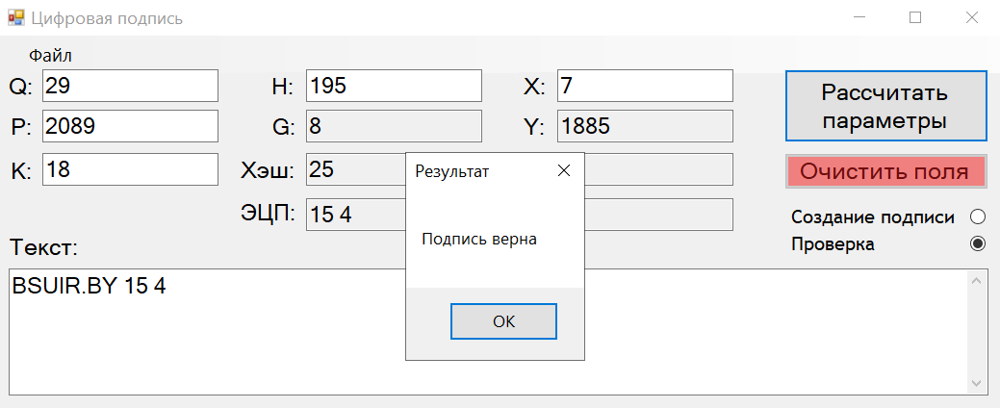 Цифровая подпись
Файл
Q: 29 H: 195 X: 7 Рассчитать
параметры
P: 2089 G: 8 Y: 1885
K: 18 Хэш: 25 Результат Очистить поля
ЭЦП: 15 4 Создание подписи
Подпись верна Проверка
Текст:
BSUIR.BY 15 4
OK